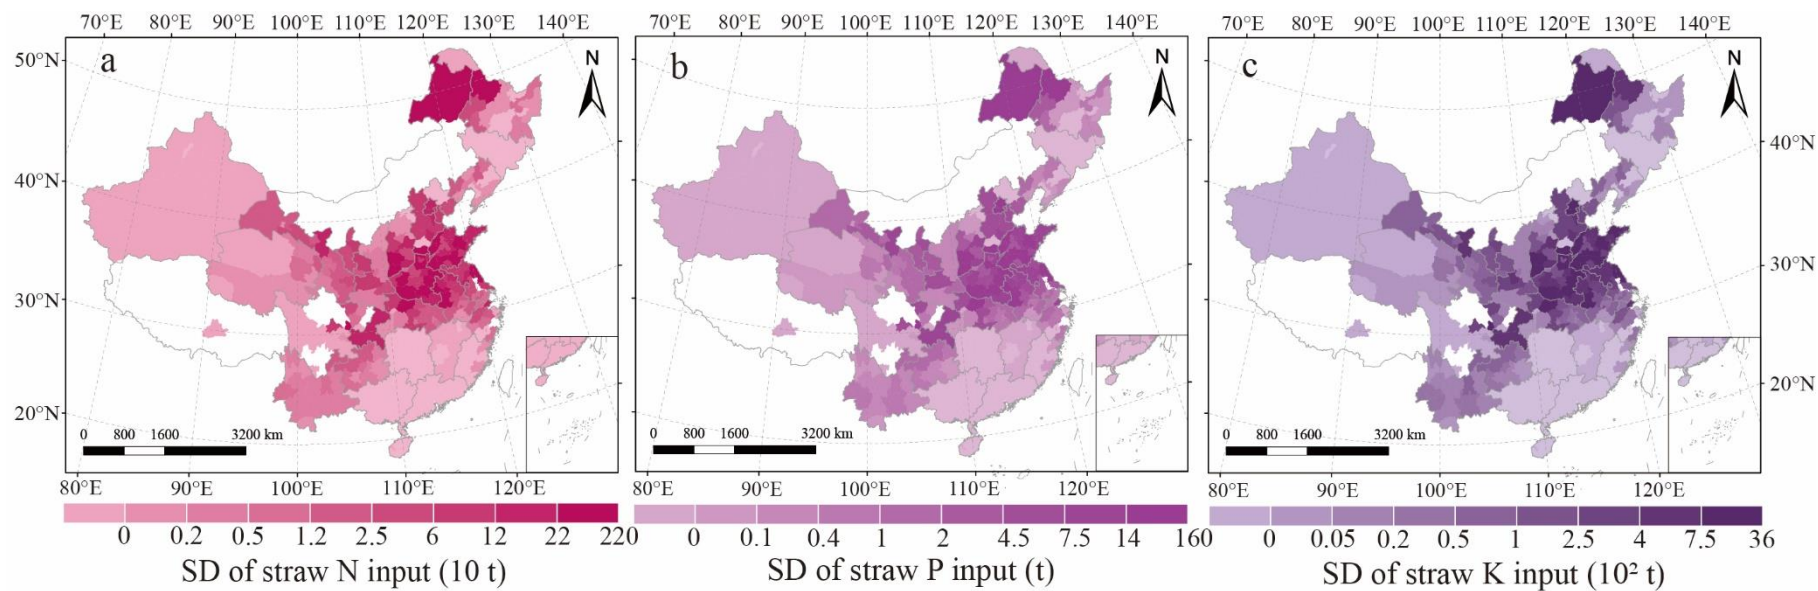 70°E 80°E 90°E 100°E 110°E 120°E 130°E 140°E
70°E 80°E 90°E 100°E 110°E 120°E 130°E 140°E
70°E 80°E 90°E 100°E 110°E 120°E 130°E 140°E
a
N
b
N
c
N
50°N
40°N
30°N
20°N
40°N
30°N
20°N
0 800 1600 3200 km
0 800 1600 3200 km
0 800 1600 3200 km
80°E 90°E 100°E 110°E 120°E
80°E 90°E 100°E 110°E 120°E
80°E 90°E 100°E 110°E 120°E
0 0.2 0.5 1.2 2.5 6 12 22 220
0 0.1 0.4 1 2 4.5 7.5 14 160
0 0.05 0.2 0.5 1 2.5 4 7.5 36
SD of straw N input (10 t)
SD of straw P input (t)
SD of straw K input (10² t)